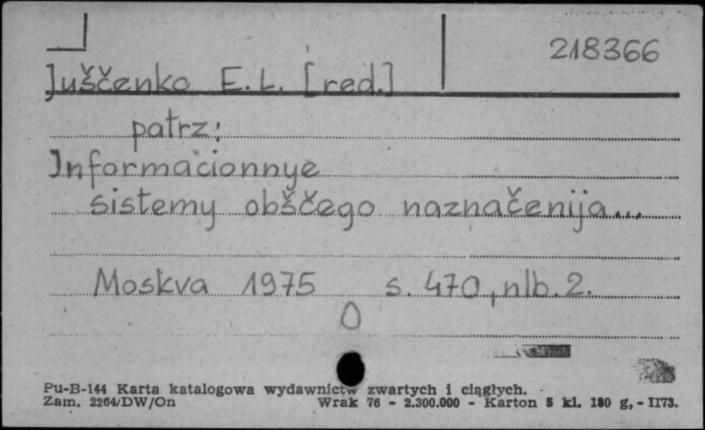 218366
Juščenko E.L. [red.]
patrz:
Informacionnye
sistemy obščego naznačenija...
Moskva 1975 s. 470, nlb. 2.
Pu-B-144 Karta katalogowa wydawnictw zwartych i ciągłych.
Zam. 2264/DW/On Wrak 76 - 2.300.000 - Karton 5 kl. 180 g, - II73.